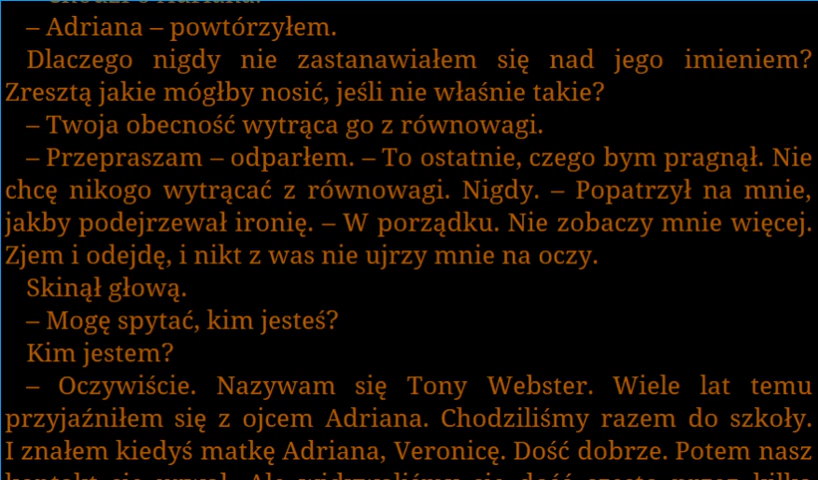 – Adriana – powtórzyłem.
Dlaczego nigdy nie zastanawiałem się nad jego imieniem?
Zresztą jakie mógłby nosić, jeśli nie właśnie takie?
– Twoja obecność wytrąca go z równowagi.
– Przepraszam – odparłem. – To ostatnie, czego bym pragnął. Nie
chcę nikogo wytrącać z równowagi. Nigdy. – Popatrzył na mnie,
jakby podejrzewał ironię. – W porządku. Nie zobaczy mnie więcej.
Zjem i odejdę, i nikt z was nie ujrzy mnie na oczy.
Skinął głową.
– Mogę spytać, kim jesteś?
Kim jestem?
– Oczywiście. Nazywam się Tony Webster. Wiele lat temu
przyjaźniłem się z ojcem Adriana. Chodziliśmy razem do szkoły.
I znałem kiedyś matkę Adriana, Veronicę. Dość dobrze. Potem nasz